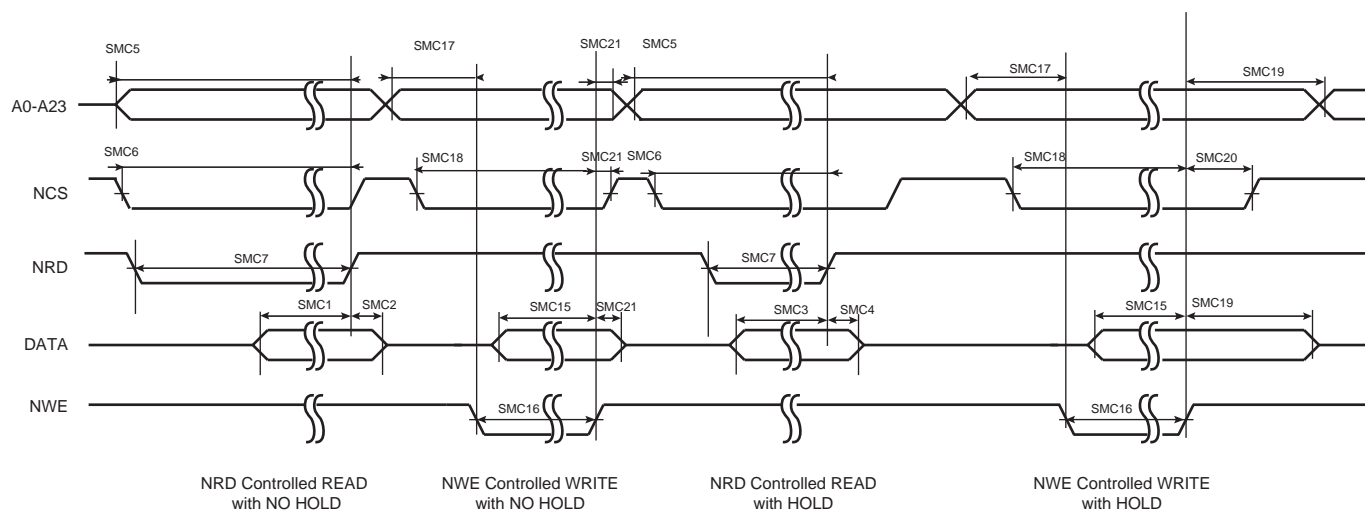 SMC5
SMC17
SMC21
SMC5
SMC17
SMC19
A0-A23
SMC6
SMC18
SMC21
SMC6
SMC18
SMC20
NCS
SMC7
SMC7
NRD
SMC1
SMC2
SMC15
SMC21
SMC3
SMC4
SMC15
SMC19
DATA
NWE
SMC16
SMC16
NRD Controlled READ
with NO HOLD
NWE Controlled WRITE
with NO HOLD
NRD Controlled READ
with HOLD
NWE Controlled WRITE
with HOLD